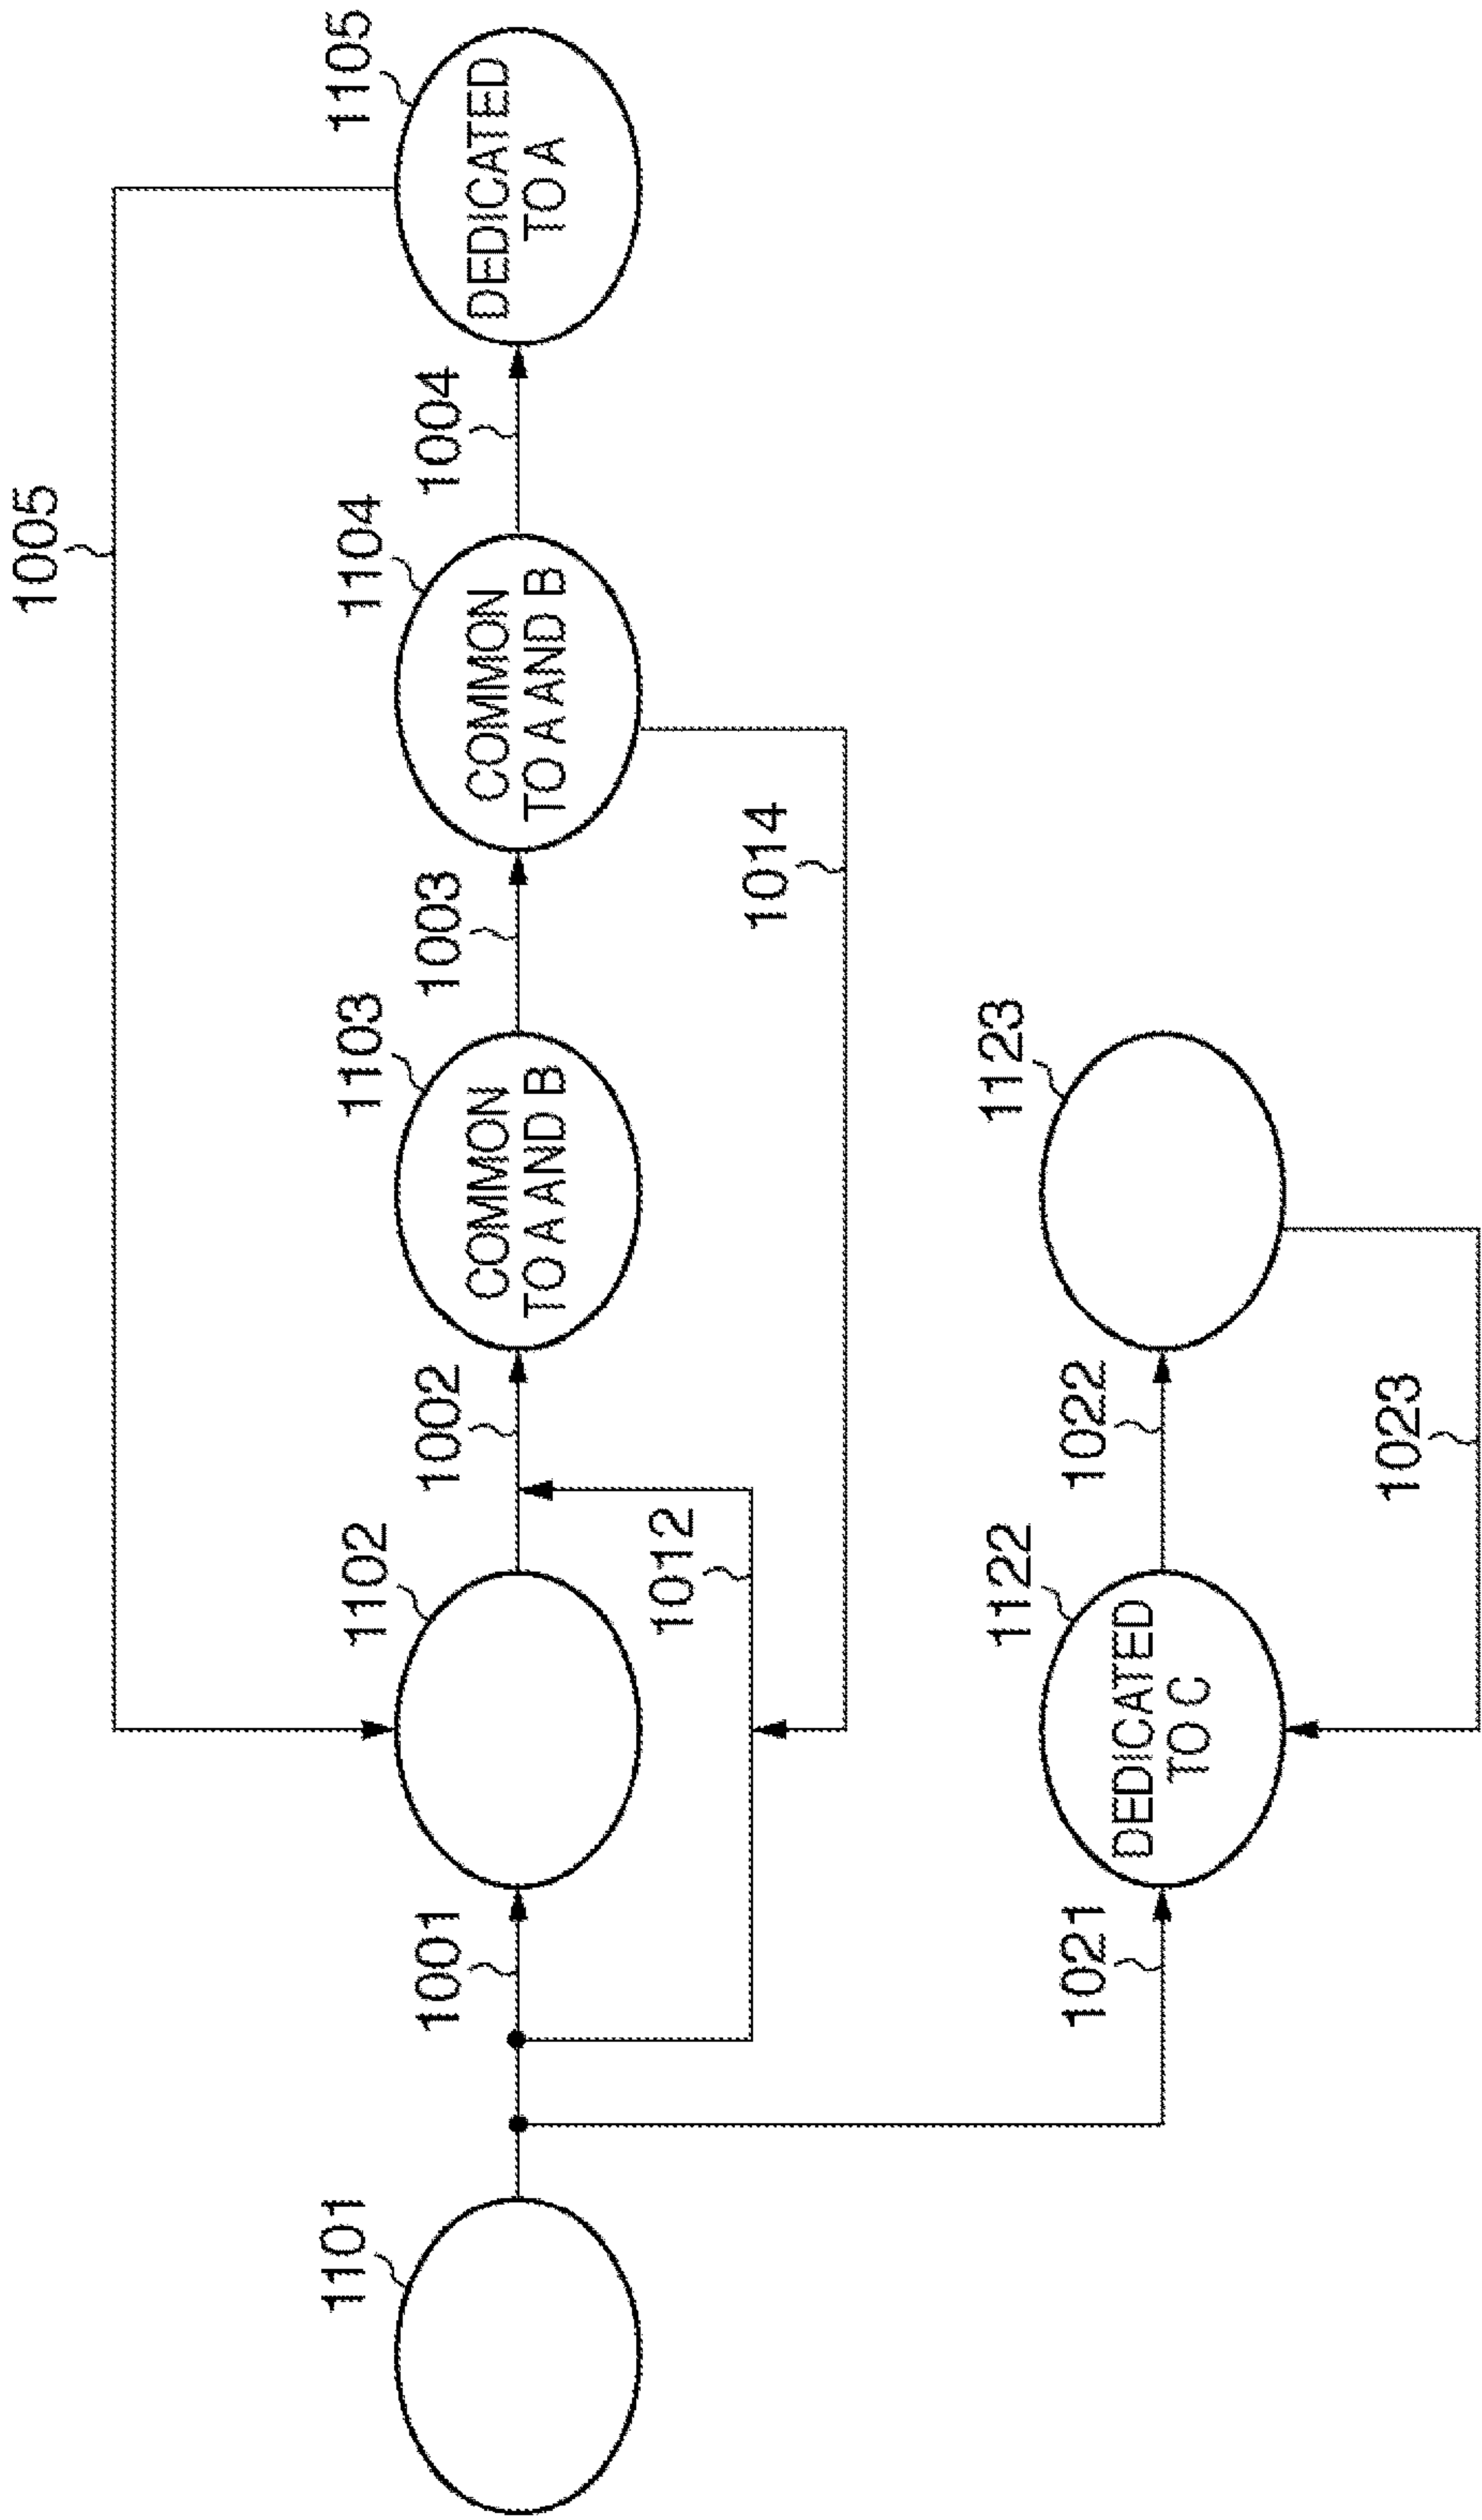 1005
1101
1001
1102
1002
1103
COMMON
TO A AND B
1003
1104
COMMON
TO A AND B
1004
1105
DEDICATED
TO A
1012
1014
1021
1122
DEDICATED
TO C
1022
1123
1023